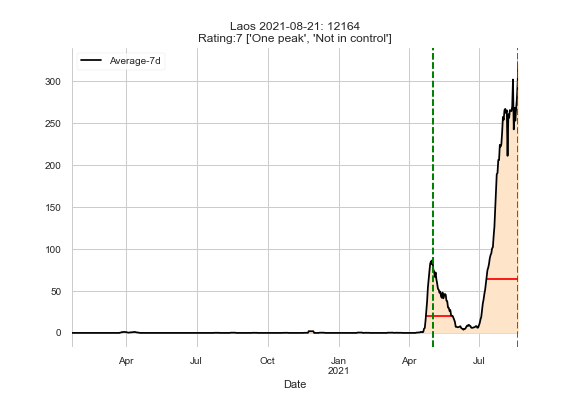 Laos 2021-08-21: 12164
Rating:7 ['One peak', 'Not in control']
Average-7d
300
250
200
150
100
50
0
Apr
Jul
Oct
Jan
2021
Apr
Jul
Date